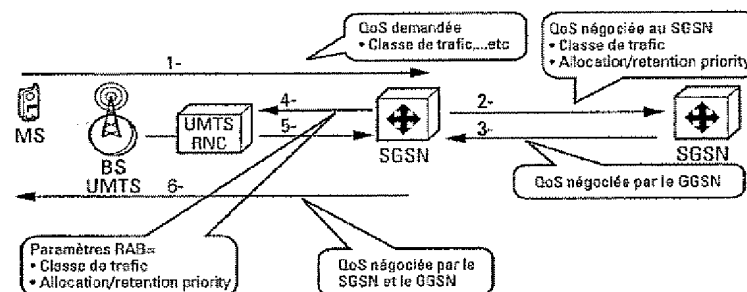 QoS demandée
• Classe de trafic,...etc
QoS négociée au SGSN
• Classe de trafic
• Allocation/retention priority
1-
MS
BS
UMTS
UMTS
RNC
4-
5-
SGSN
2-
3-
SGSN
QoS négociée par le GGSN
6-
Paramètres RAB=
• Classe de trafic
• Allocation/retention priority
QoS négociée par le
SGSN et le GGSN